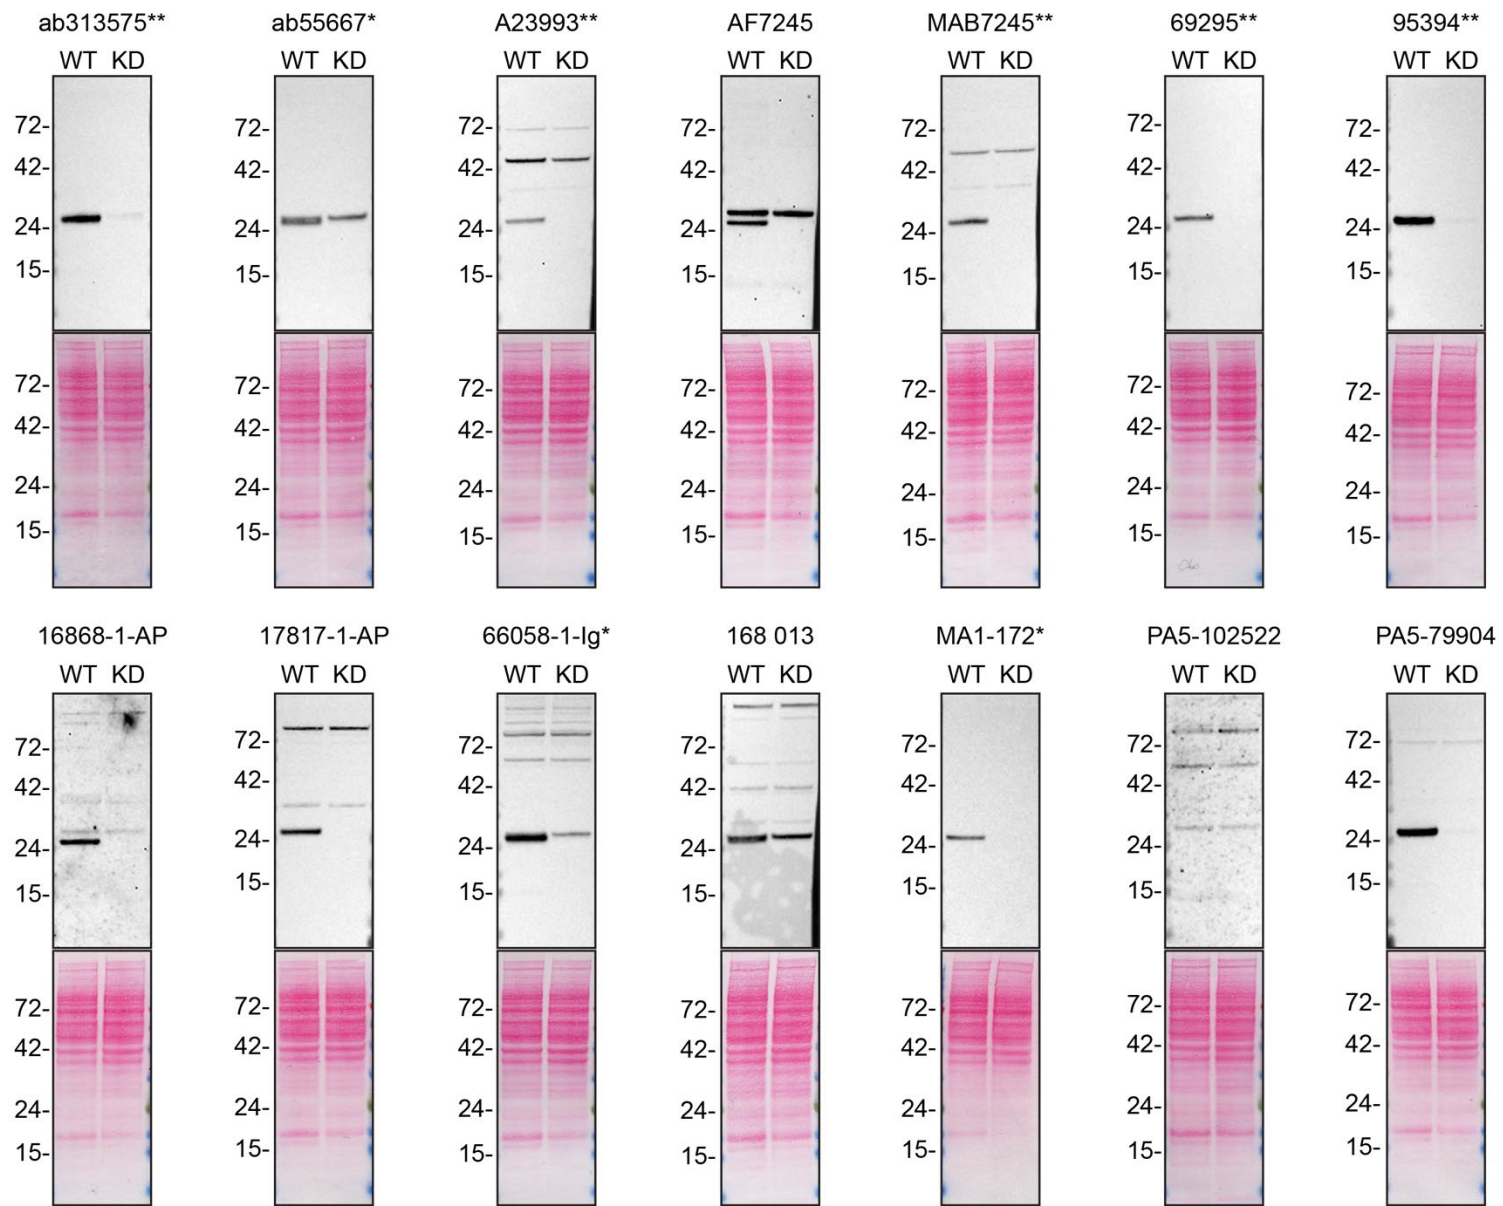 ab313575** ab55667* A23993** AF7245 MAB7245** 69295** 95394**
WT KD WT KD WT KD WT KD WT KD WT KD WT KD
72- 72- 72- 72- 72- 72- 72-
42- 42- 42- 42- 42- 42- 42-
24- 24- 24- 24- 24- 24- 24-
15- 15- 15- 15- 15- 15- 15-
72- 72- 72- 72- 72- 72- 72-
42- 42- 42- 42- 42- 42- 42-
24- 24- 24- 24- 24- 24- 24-
15- 15- 15- 15- 15- 15- 15-
16868-1-AP 17817-1-AP 66058-1-Ig* 168 013 MA1-172* PA5-102522 PA5-79904
WT KD WT KD WT KD WT KD WT KD WT KD WT KD
72- 72- 72- 72- 72- 72- 72-
42- 42- 42- 42- 42- 42- 42-
24- 24- 24- 24- 24- 24- 24-
15- 15- 15- 15- 15- 15- 15-
72- 72- 72- 72- 72- 72- 72-
42- 42- 42- 42- 42- 42- 42-
24- 24- 24- 24- 24- 24- 24-
15- 15- 15- 15- 15- 15- 15-